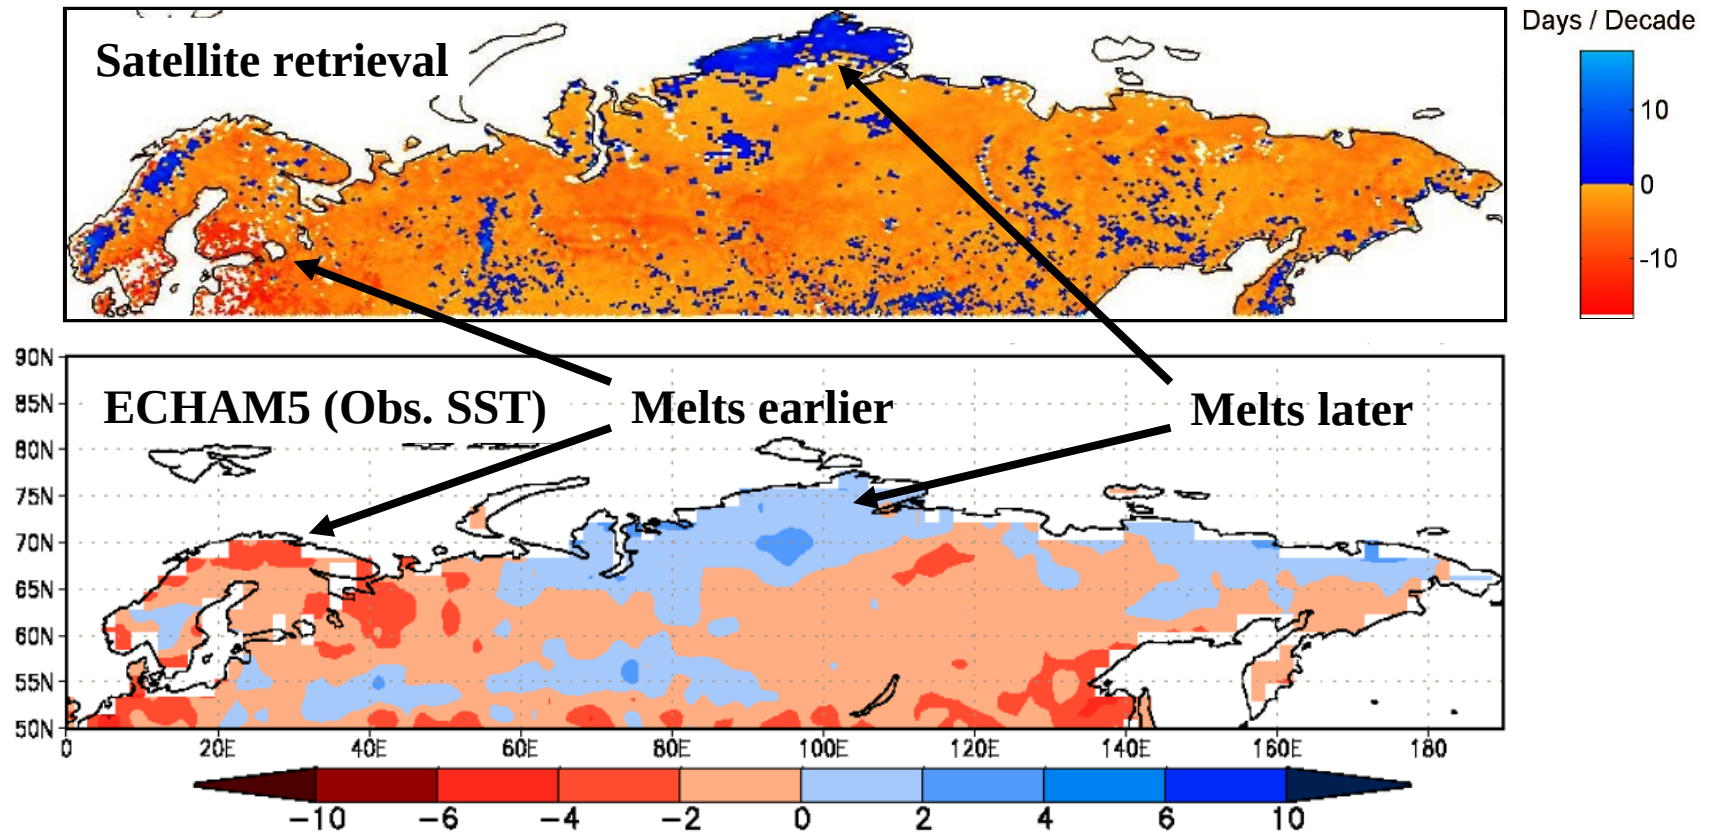 Days / Decade
Satellite retrieval
10
0
-10
90N
85N
80N
75N
70N
65N
60N
55N
50N
ECHAM5 (Obs. SST)
Melts earlier
Melts later
0 20E 40E 60E 80E 100E 120E 140E 160E 180
−10 −6 −4 −2 0 2 4 6 10